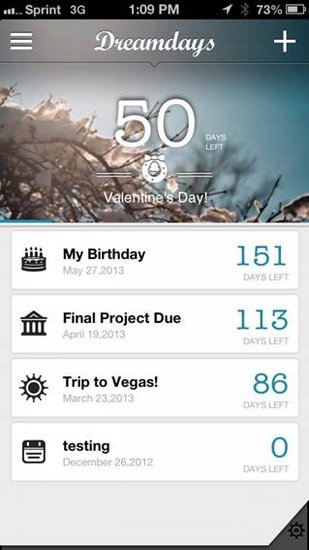 Sprint 3G 1:09 PM 73%
Dreamdays
50 DAYS LEFT
Valentine's Day!
My Birthday 151
May 27,2013 DAYS LEFT
Final Project Due 113
April 19,2013 DAYS LEFT
Trip to Vegas! 86
March 23,2013 DAYS LEFT
testing 0
December 26,2012 DAYS LEFT